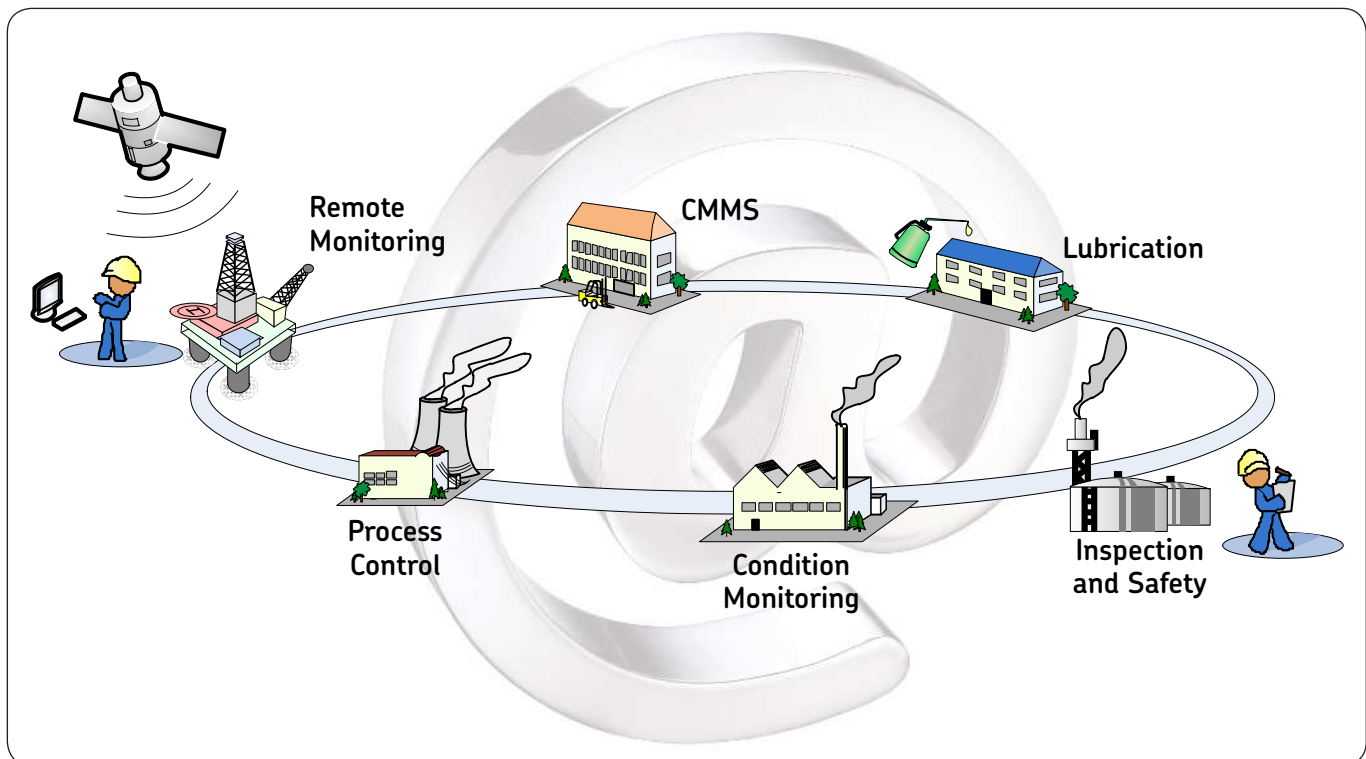 Remote
Monitoring
CMMS
Lubrication
Process
Control
Condition
Monitoring
Inspection
and Safety